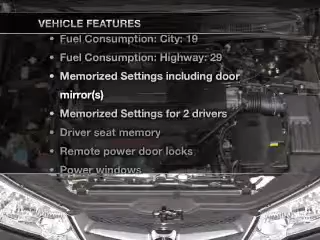 VEHICLE FEATURES
• Fuel Consumption: City: 19
• Fuel Consumption: Highway: 29
• Memorized Settings including door
mirror(s)
• Memorized Settings for 2 drivers
• Driver seat memory
• Remote power door locks
• Power windows